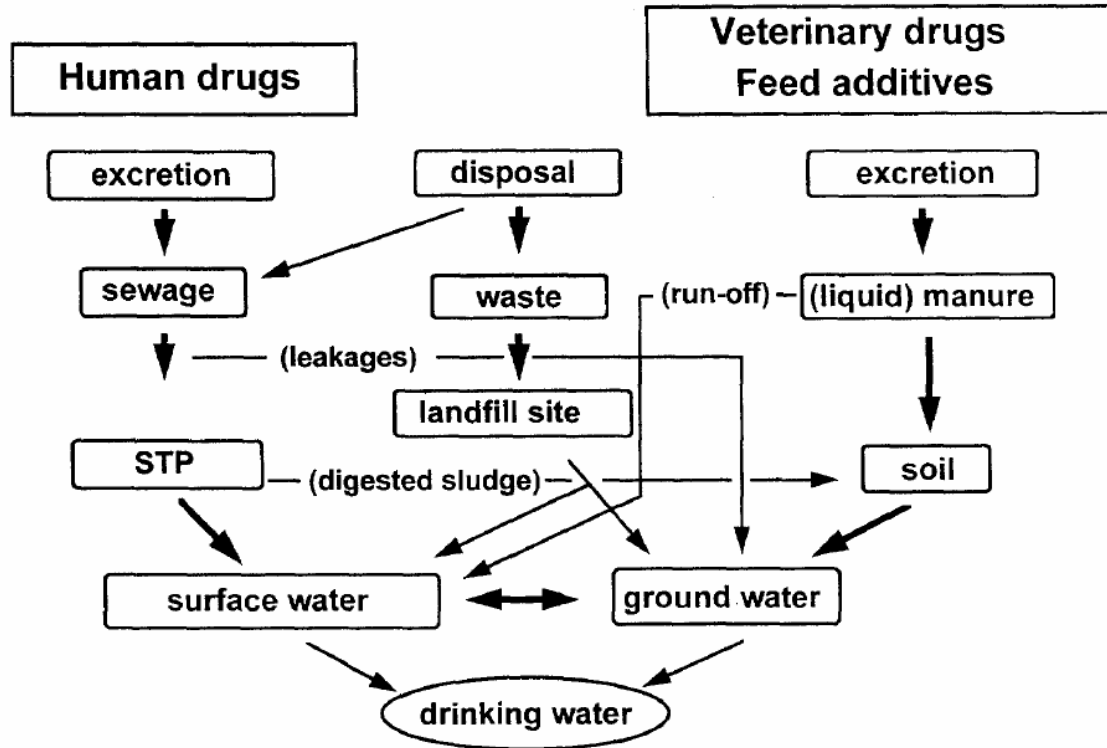 Human drugs
Veterinary drugs
Feed additives
excretion
disposal
excretion
sewage
waste
(run-off)
(liquid) manure
(leakages)
landfill site
STP
(digested sludge)
soil
surface water
ground water
drinking water